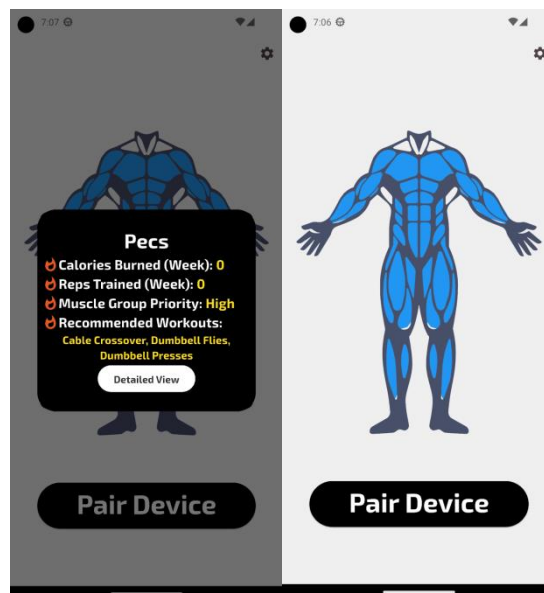 7:07
Pecs
Calories Burned (Week): 0
Reps Trained (Week): 0
Muscle Group Priority: High
Recommended Workouts:
Cable Crossover, Dumbbell Flies,
Dumbbell Presses
Detailed View
Pair Device
7:06
Pair Device